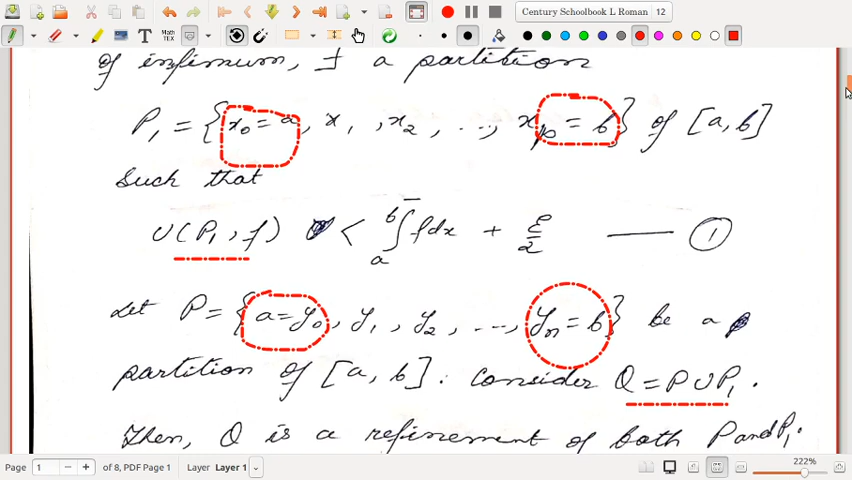 Century Schoolbook L Roman 12
T MATH TEX
of infimum, ∃ a partition
P₁ = {x₀ = a, x₁, x₂, ..., xₚ = b} of [a, b]
Such that
U(P₁, f) < ∫ₐᵇ f dx + ε/2 —— ①
Let P = {a = y₀, y₁, y₂, ..., yₙ = b} be a
partition of [a, b]. Consider Q = P ∪ P₁.
Then, Q is a refinement of both P and P₁.
Page 1 of 8, PDF Page 1 Layer Layer 1 222%